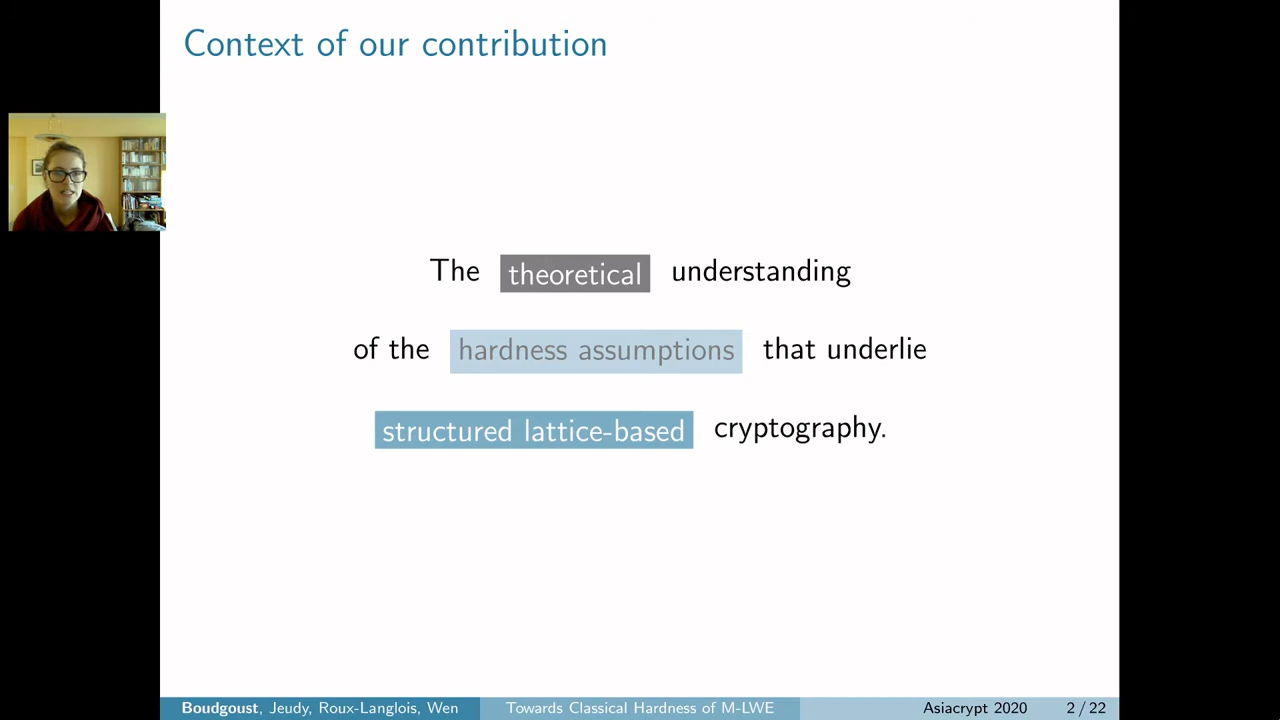 Context of our contribution
The theoretical understanding
of the hardness assumptions that underlie
structured lattice-based cryptography.
Boudgoust, Jeudy, Roux-Langlois, Wen Towards Classical Hardness of M-LWE Asiacrypt 2020 2 / 22